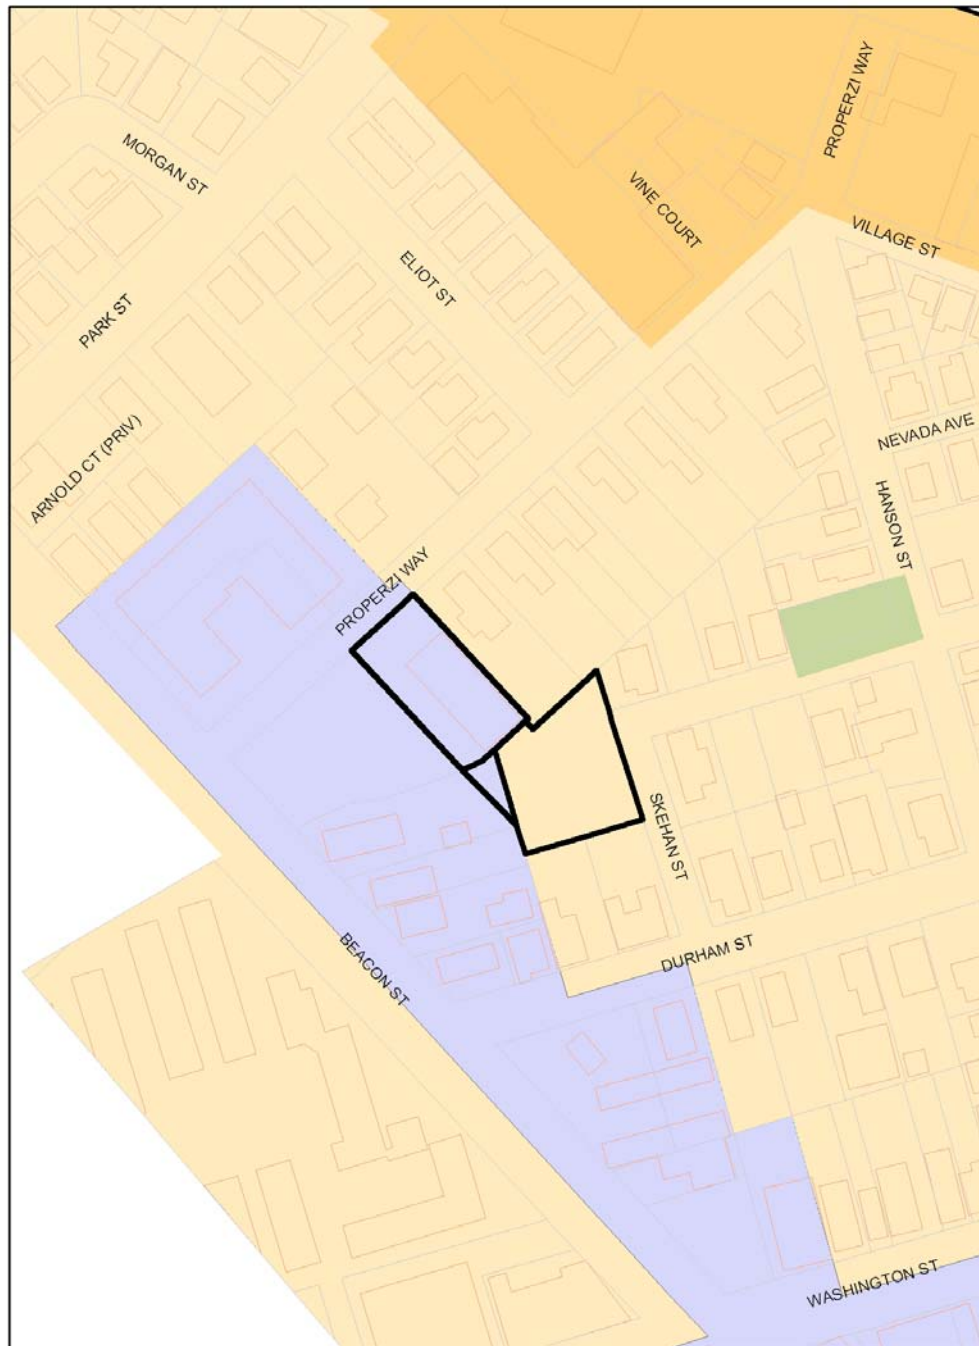 PROPERZI WAY
MORGAN ST
VINE COURT
VILLAGE ST
ELIOT ST
PARK ST
ARNOLD CT (PRIV)
NEVADA AVE
HANSON ST
PROPERZI WAY
SKEHAN ST
BEACON ST
DURHAM ST
WASHINGTON ST